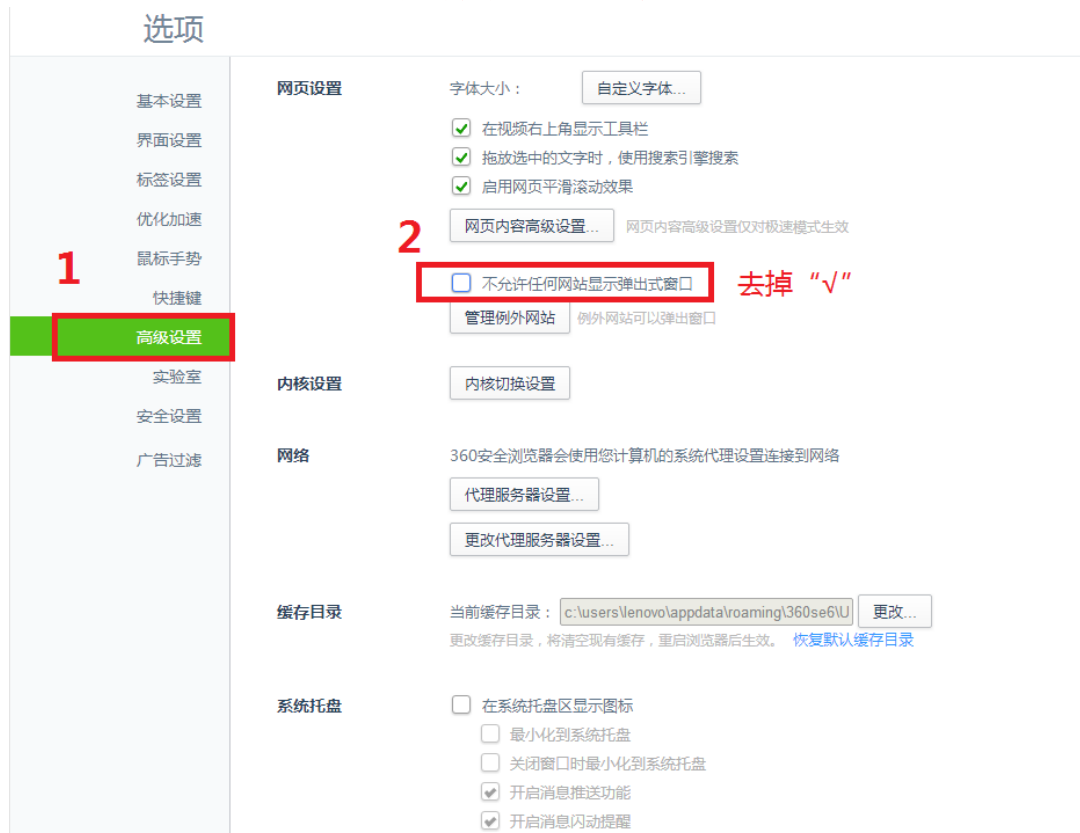 选项
基本设置
界面设置
标签设置
优化加速
1
鼠标手势
快捷键
高级设置
实验室
安全设置
广告过滤
网页设置
字体大小：
自定义字体...
在视频右上角显示工具栏
拖放选中的文字时，使用搜索引擎搜索
启用网页平滑滚动效果
2
网页内容高级设置...
网页内容高级设置仅对极速模式生效
不允许任何网站显示弹出式窗口
去掉“√”
管理例外网站
例外网站可以弹出窗口
内核设置
内核切换设置
网络
360安全浏览器会使用您计算机的系统代理设置连接到网络
代理服务器设置...
更改代理服务器设置...
缓存目录
当前缓存目录：
c:\users\lenovo\appdata\roaming\360se6\U
更改...
更改缓存目录，将清空现有缓存，重启浏览器后生效。
恢复默认缓存目录
系统托盘
在系统托盘区显示图标
最小化到系统托盘
关闭窗口时最小化到系统托盘
开启消息推送功能
开启消息闪动提醒